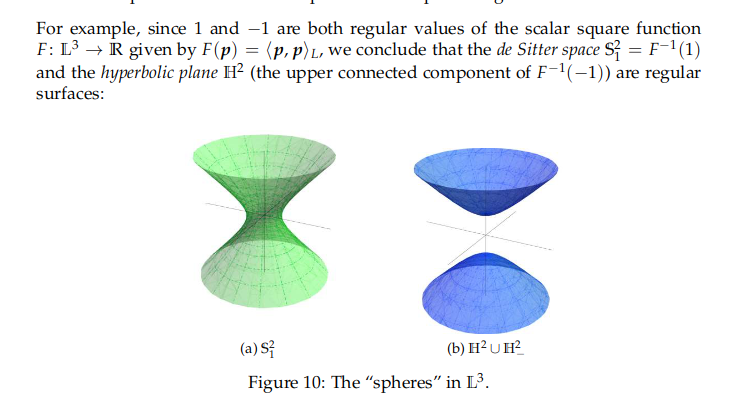 For example, since 1 and −1 are both regular values of the scalar square function
F: 𝕃³ → ℝ given by F(p) = ⟨p, p⟩_L, we conclude that the de Sitter space 𝕊²₁ = F⁻¹(1)
and the hyperbolic plane ℍ² (the upper connected component of F⁻¹(−1)) are regular
surfaces:
(a) 𝕊²₁
(b) ℍ² ∪ ℍ²₋
Figure 10: The “spheres” in 𝕃³.